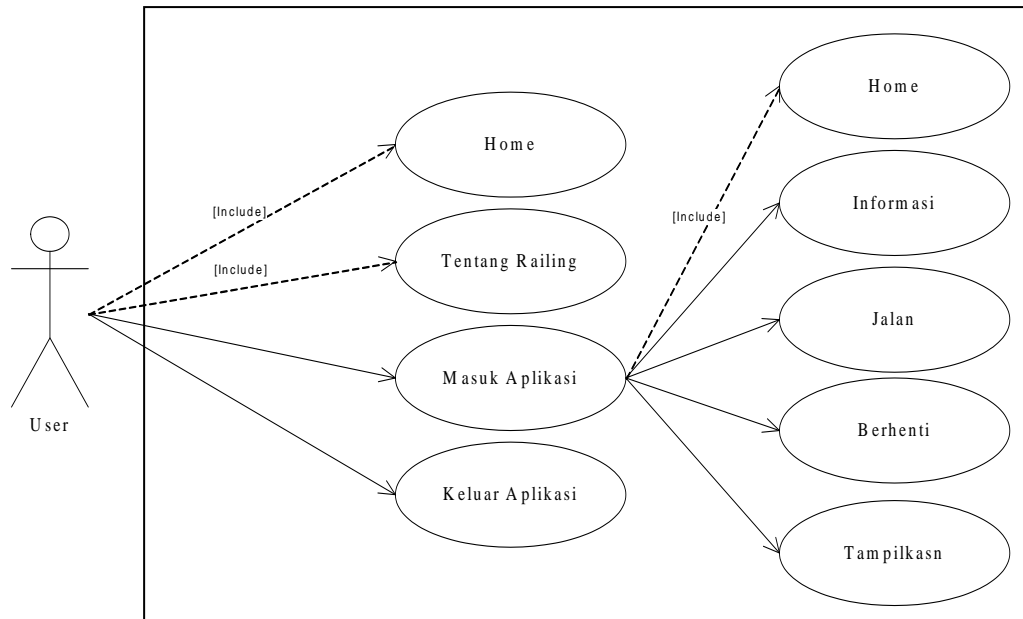 Home
Home
[Include]
Informasi
[Include]
[Include]
Tentang Railing
Jalan
Masuk Aplikasi
User
Berhenti
Keluar Aplikasi
Tampilkasn